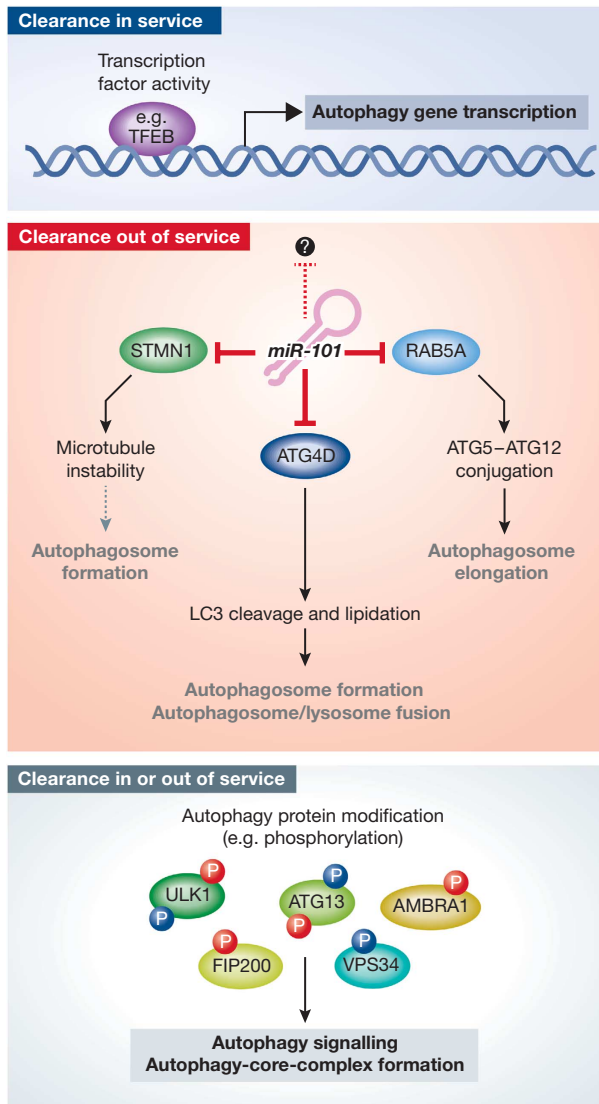 Clearance in service
Transcription
factor activity
e.g.
TFEB
Autophagy gene transcription
Clearance out of service
?
STMN1
miR-101
RAB5A
Microtubule
instability
ATG4D
ATG5–ATG12
conjugation
Autophagosome
formation
Autophagosome
elongation
LC3 cleavage and lipidation
Autophagosome formation
Autophagosome/lysosome fusion
Clearance in or out of service
Autophagy protein modification
(e.g. phosphorylation)
P
ULK1
P
P
ATG13
P
P
AMBRA1
P
FIP200
P
VPS34
Autophagy signalling
Autophagy-core-complex formation